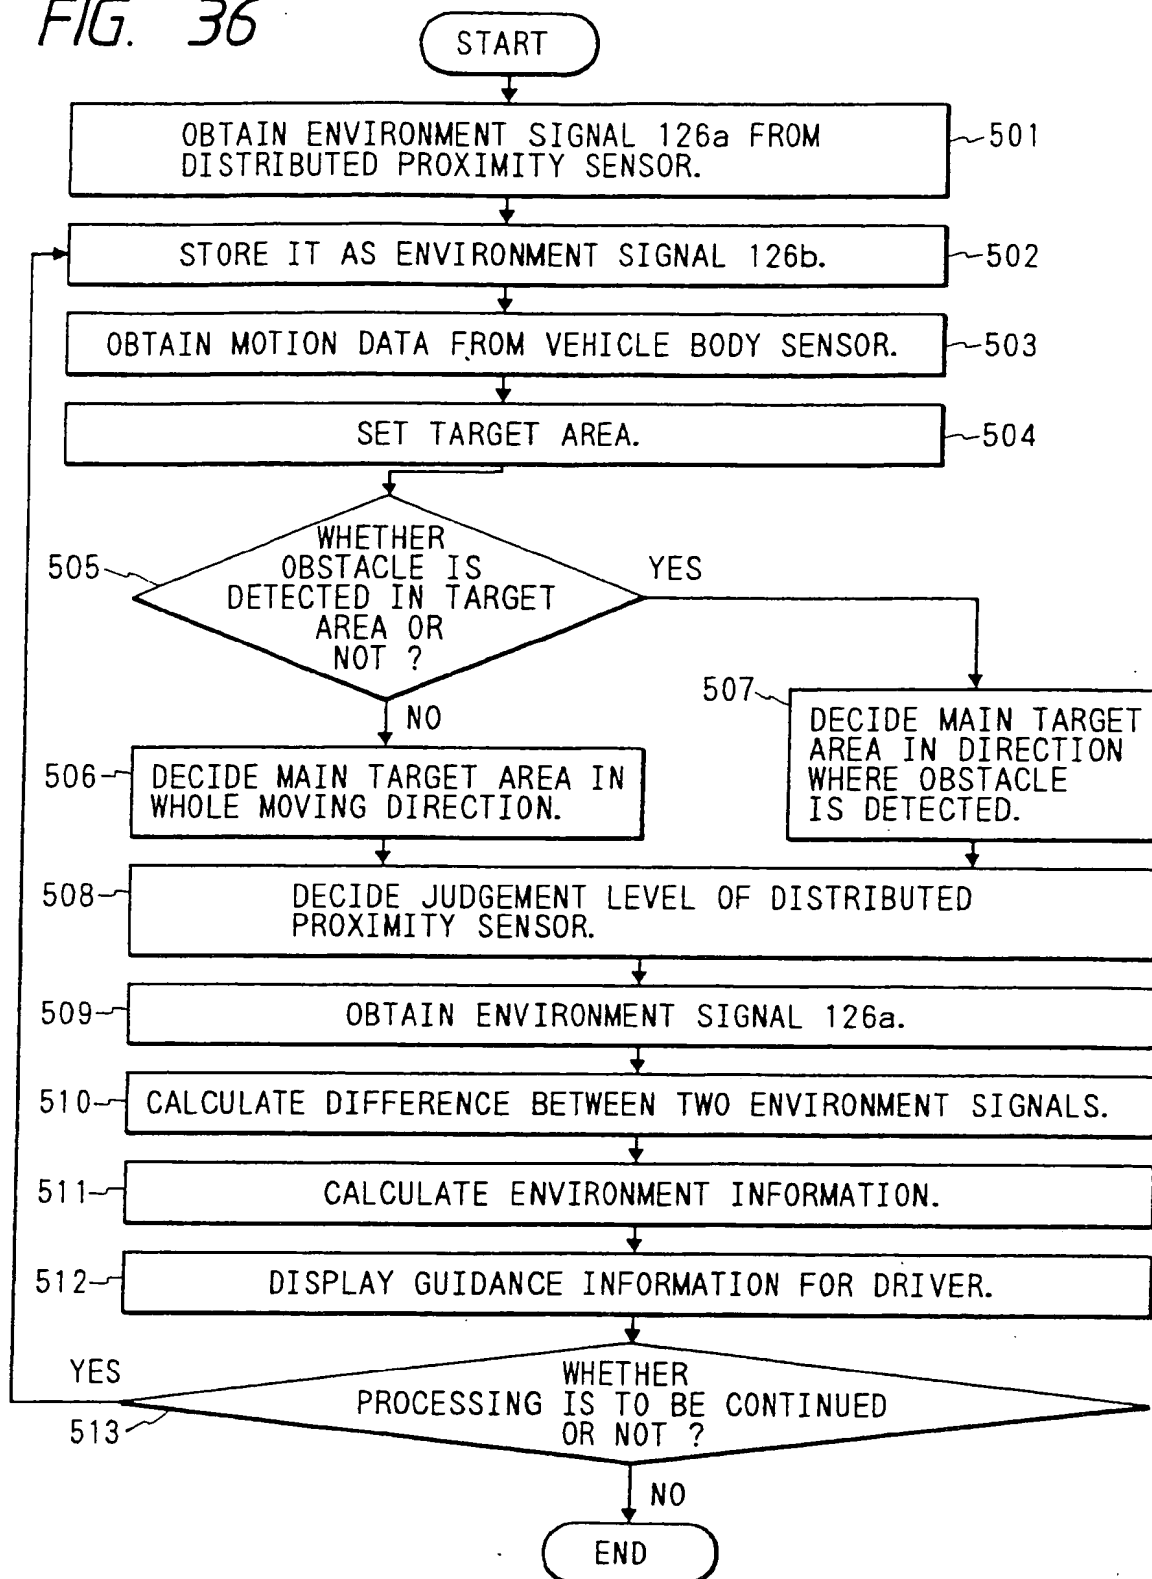 FIG. 36
START
OBTAIN ENVIRONMENT SIGNAL 126a FROM
DISTRIBUTED PROXIMITY SENSOR.
501
STORE IT AS ENVIRONMENT SIGNAL 126b.
502
OBTAIN MOTION DATA FROM VEHICLE BODY SENSOR.
503
SET TARGET AREA.
504
505
WHETHER
OBSTACLE IS
DETECTED IN TARGET
AREA OR
NOT ?
YES
NO
506
DECIDE MAIN TARGET AREA IN
WHOLE MOVING DIRECTION.
507
DECIDE MAIN TARGET
AREA IN DIRECTION
WHERE OBSTACLE
IS DETECTED.
508
DECIDE JUDGEMENT LEVEL OF DISTRIBUTED
PROXIMITY SENSOR.
509
OBTAIN ENVIRONMENT SIGNAL 126a.
510
CALCULATE DIFFERENCE BETWEEN TWO ENVIRONMENT SIGNALS.
511
CALCULATE ENVIRONMENT INFORMATION.
512
DISPLAY GUIDANCE INFORMATION FOR DRIVER.
YES
513
WHETHER
PROCESSING IS TO BE CONTINUED
OR NOT ?
NO
END